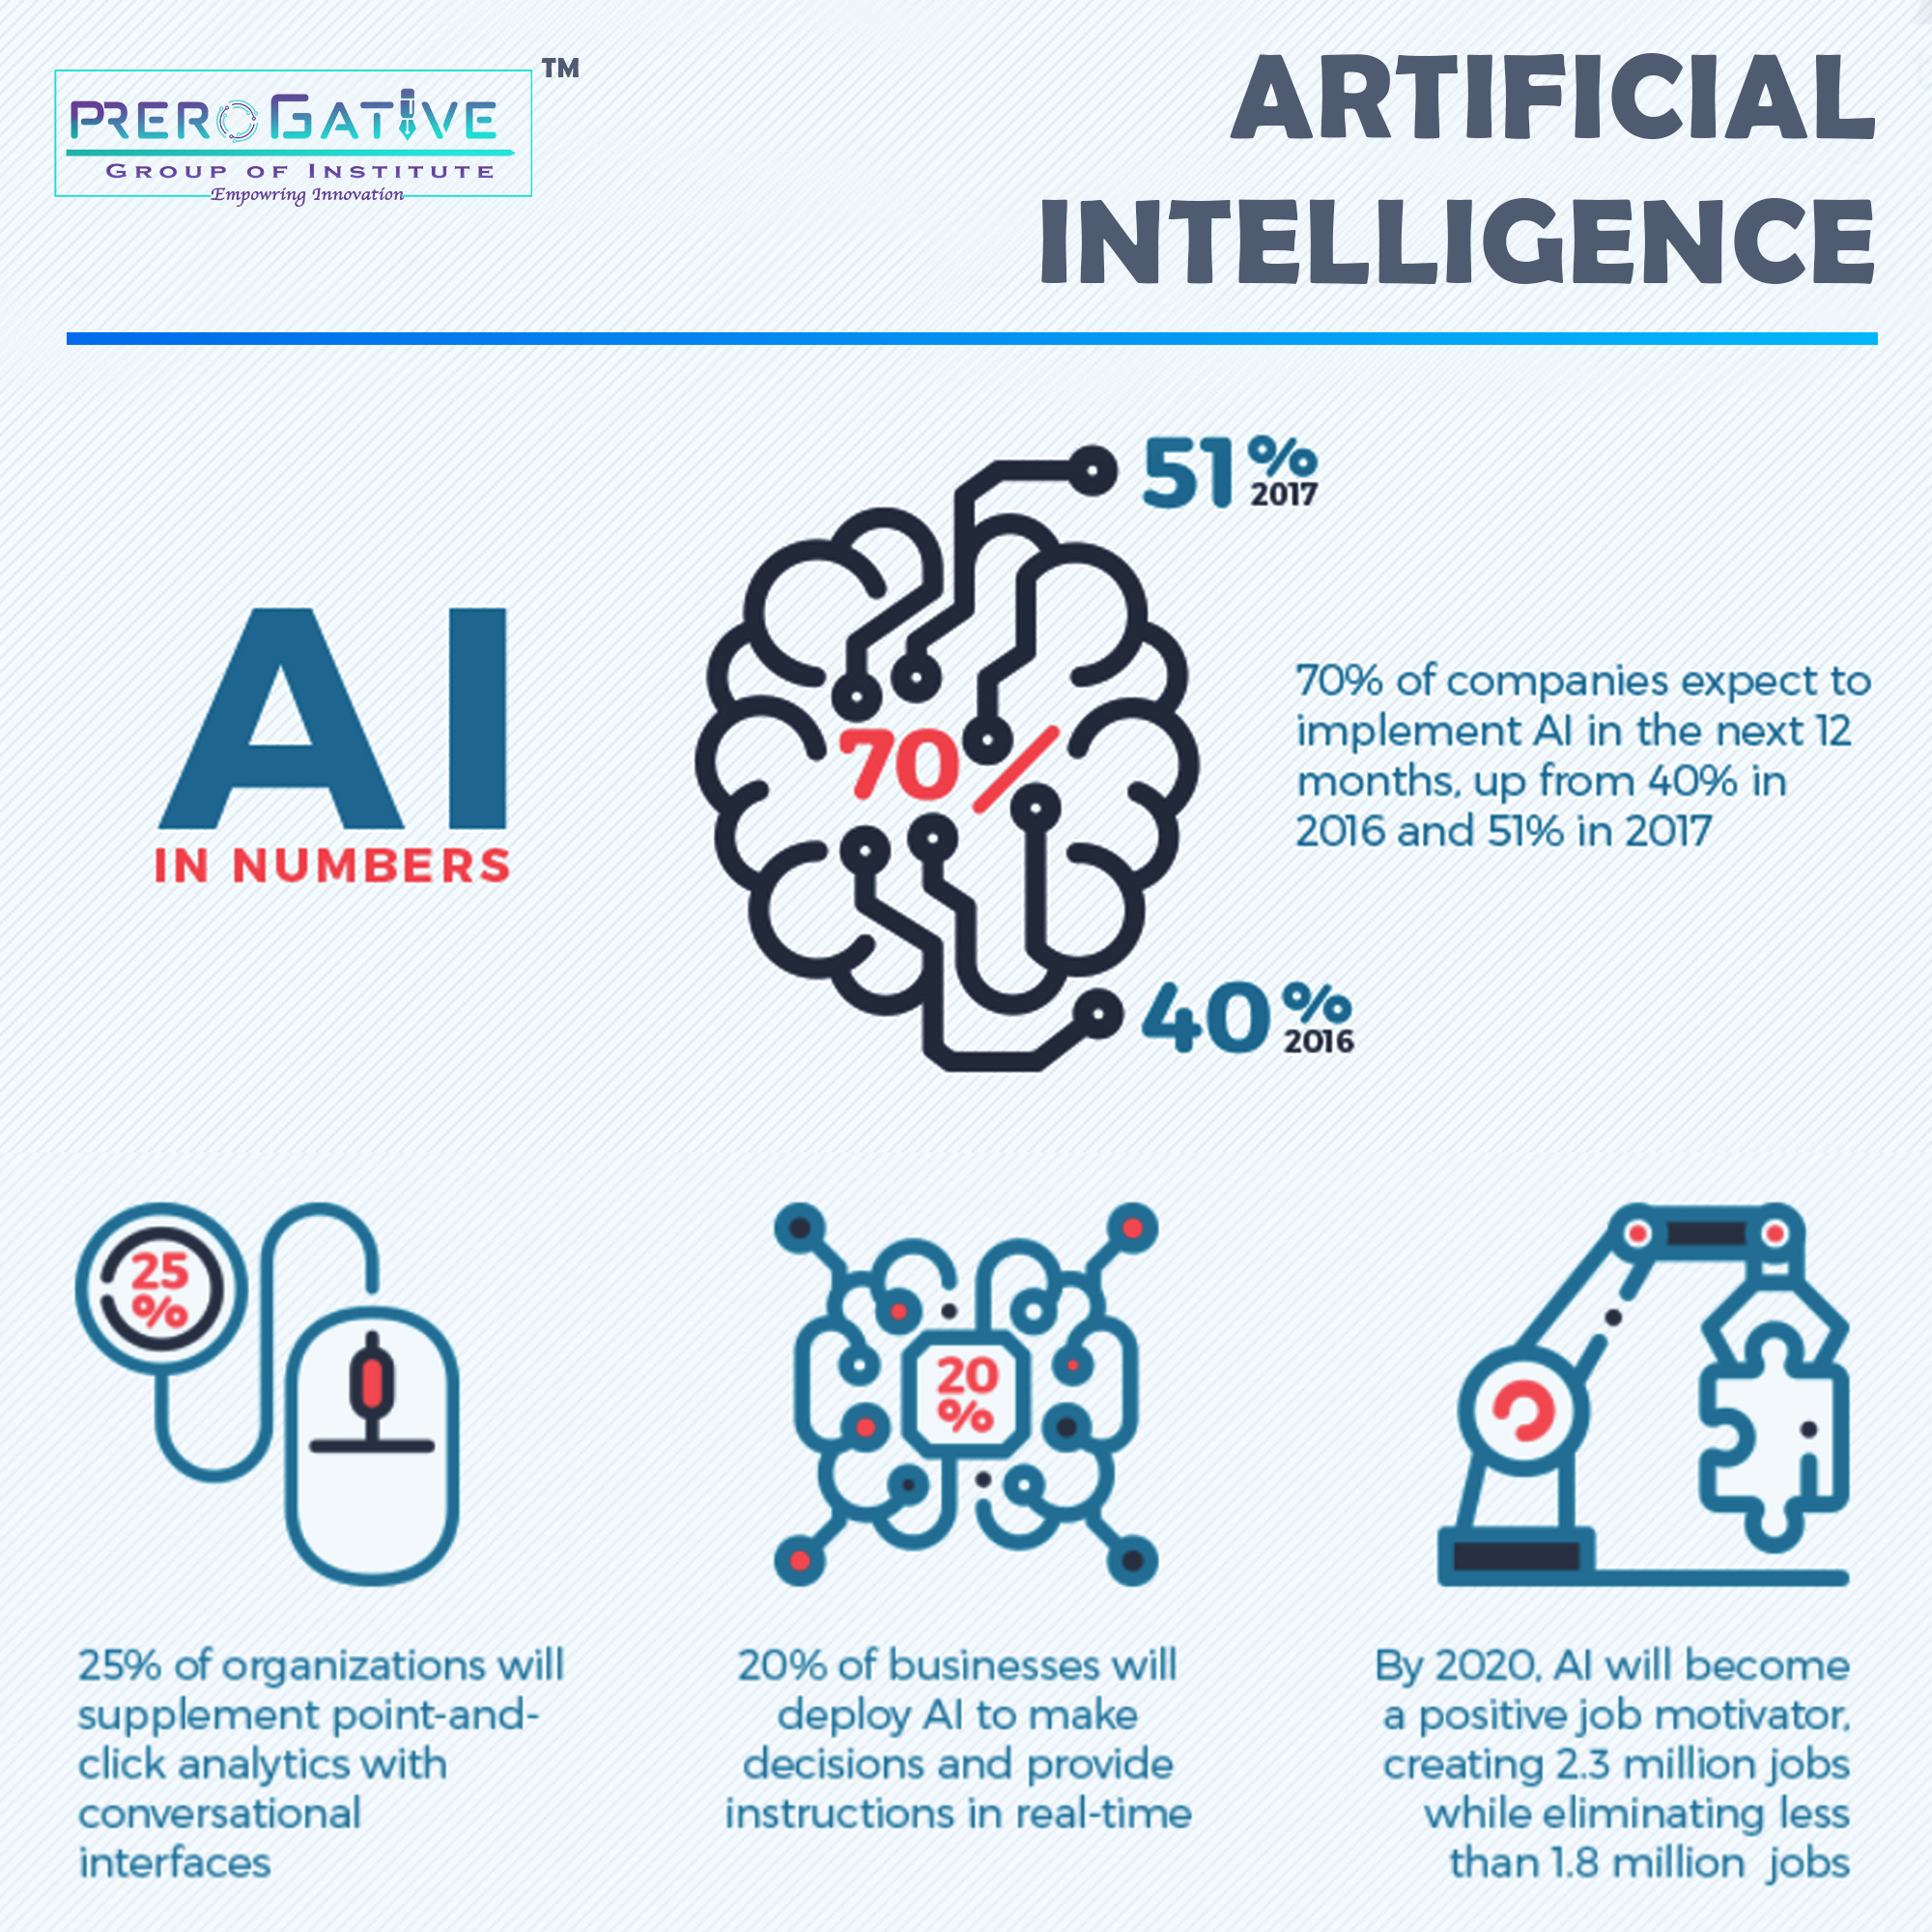 PREROGATIVE
TM
GROUP OF INSTITUTE
Empowring Innovation
ARTIFICIAL
INTELLIGENCE
51%
2017
AI
IN NUMBERS
70%
70% of companies expect to
implement AI in the next 12
months, up from 40% in
2016 and 51% in 2017
40%
2016
25
%
20
%
25% of organizations will
supplement point-and-
click analytics with
conversational
interfaces
20% of businesses will
deploy AI to make
decisions and provide
instructions in real-time
By 2020, AI will become
a positive job motivator,
creating 2.3 million jobs
while eliminating less
than 1.8 million jobs